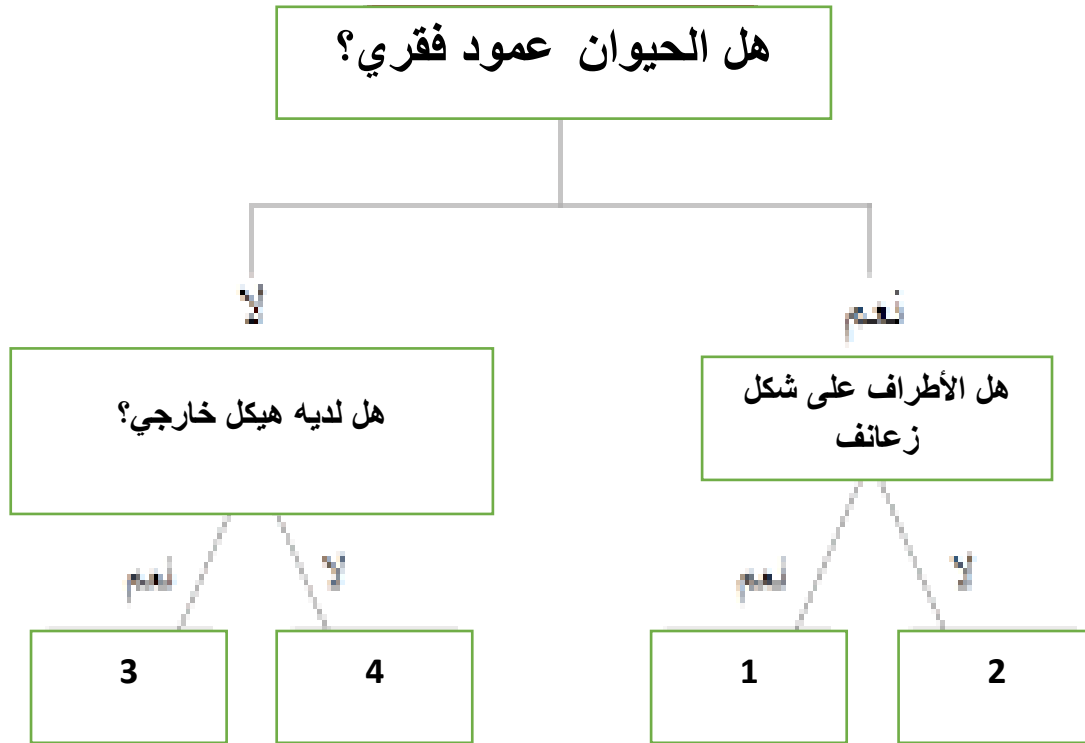 هل الحيوان عمود فقري؟
نعم
لا
هل الأطراف على شكل
زعانف
هل لديه هيكل خارجي؟
لا
نعم
لا
نعم
2
1
4
3